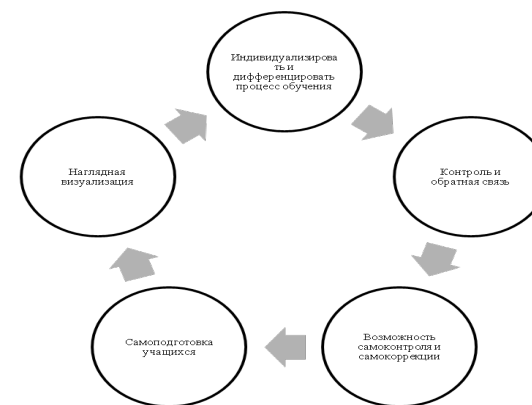 Индивидуализирова
ть и
дифференцировать
процесс обучения
Контроль и
обратная связь
Возможность
самоконтроля и
самокоррекции
Самоподготовка
учащихся
Наглядная
визуализация